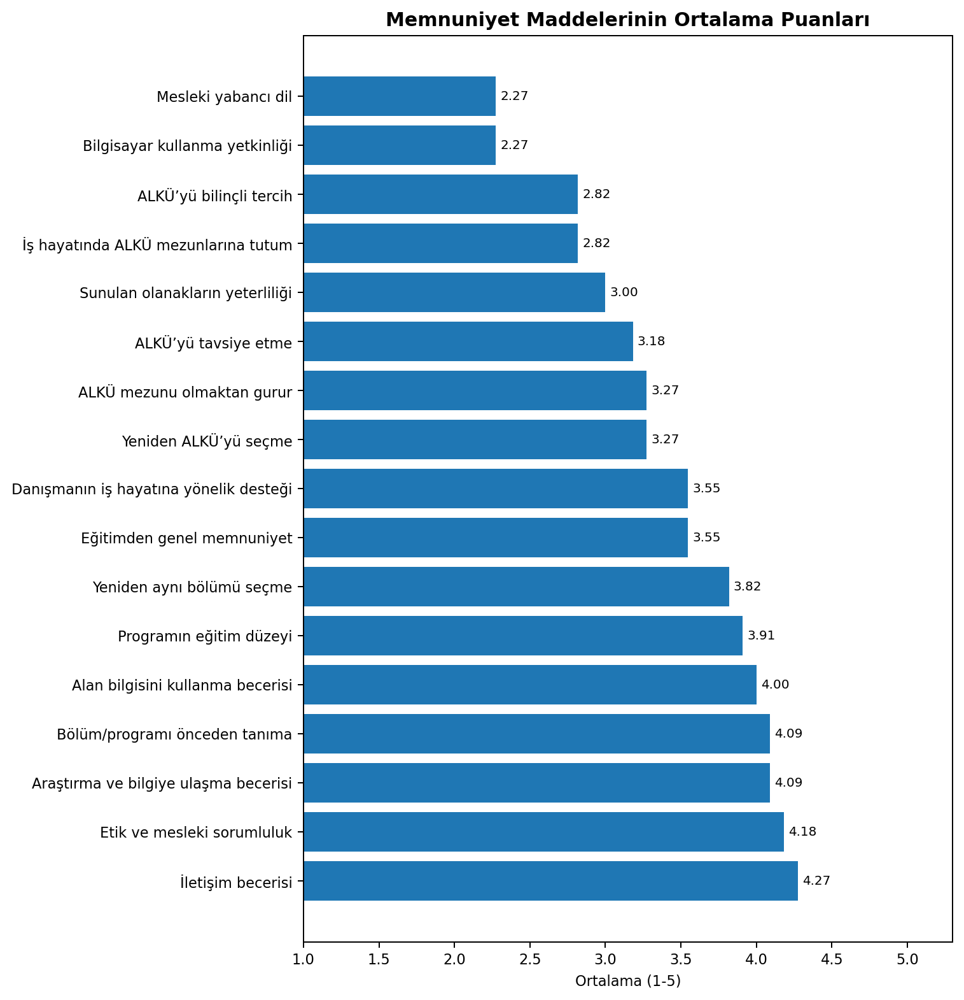 Memnuniyet Maddelerinin Ortalama Puanları
Mesleki yabancı dil 2.27
Bilgisayar kullanma yetkinliği 2.27
ALKÜ’yü bilinçli tercih 2.82
İş hayatında ALKÜ mezunlarına tutum 2.82
Sunulan olanakların yeterliliği 3.00
ALKÜ’yü tavsiye etme 3.18
ALKÜ mezunu olmaktan gurur 3.27
Yeniden ALKÜ’yü seçme 3.27
Danışmanın iş hayatına yönelik desteği 3.55
Eğitimden genel memnuniyet 3.55
Yeniden aynı bölümü seçme 3.82
Programın eğitim düzeyi 3.91
Alan bilgisini kullanma becerisi 4.00
Bölüm/programı önceden tanıma 4.09
Araştırma ve bilgiye ulaşma becerisi 4.09
Etik ve mesleki sorumluluk 4.18
İletişim becerisi 4.27
1.0 1.5 2.0 2.5 3.0 3.5 4.0 4.5 5.0
Ortalama (1-5)